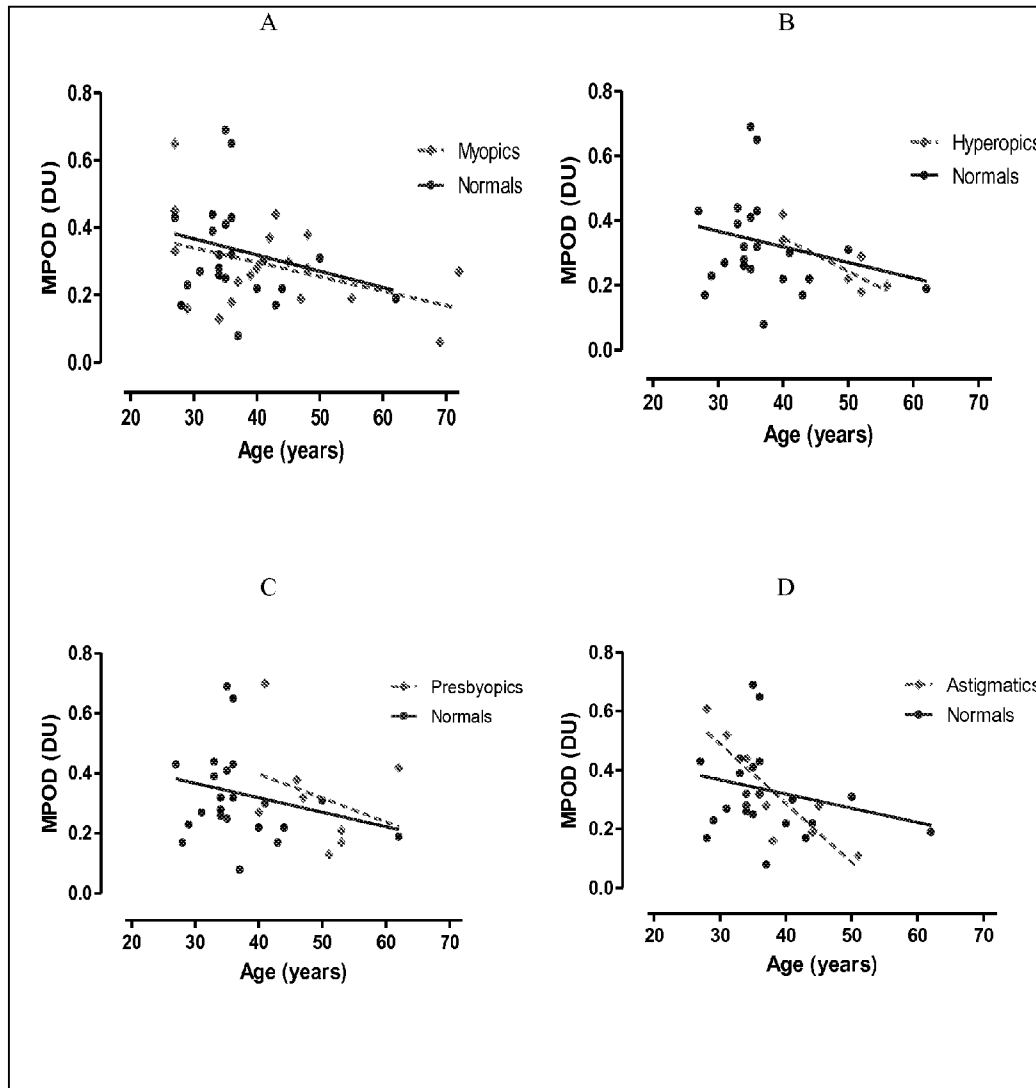 A
0.8
0.6
0.4
0.2
0.0
MPOD (DU)
Myopics
Normals
20 30 40 50 60 70
Age (years)
B
0.8
0.6
0.4
0.2
0.0
MPOD (DU)
Hyperopics
Normals
20 30 40 50 60 70
Age (years)
C
0.8
0.6
0.4
0.2
0.0
MPOD (DU)
Presbyopics
Normals
20 30 40 50 60 70
Age (years)
D
0.8
0.6
0.4
0.2
0.0
MPOD (DU)
Astigmatics
Normals
20 30 40 50 60 70
Age (years)